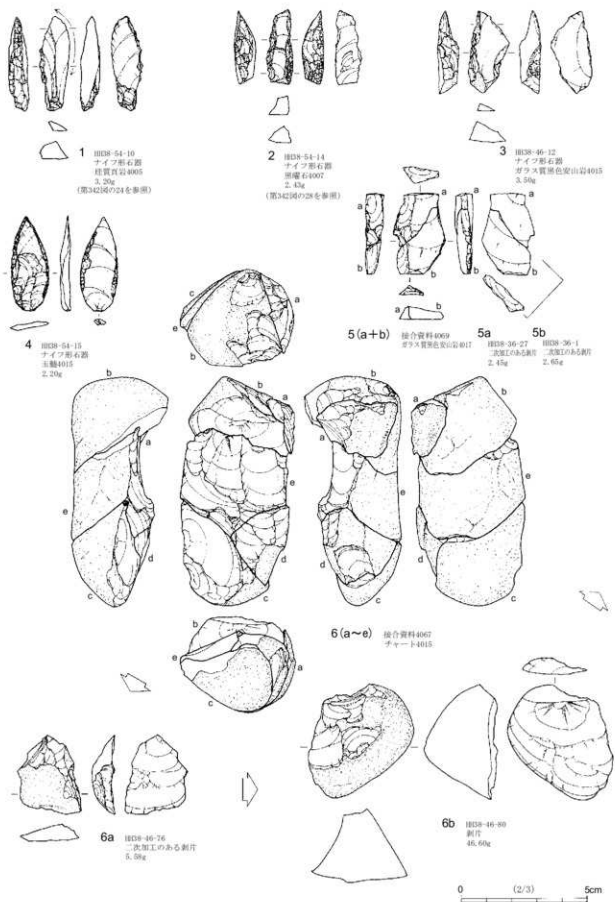 1
HH38-54-10
ナイフ形石器
珪質頁岩4005
3.20g
(第342図の24を参照)
2
HH38-54-14
ナイフ形石器
黒曜石4007
2.43g
(第342図の28を参照)
3
HH38-46-12
ナイフ形石器
ガラス質黒色安山岩4015
3.50g
4
HH38-54-15
ナイフ形石器
玉髄4015
2.20g
a
a
a
b
b
b
a b
5(a+b)
接合資料4069
ガラス質黒色安山岩4017
5a
HH38-36-27
二次加工のある剥片
2.45g
5b
HH38-36-1
二次加工のある剥片
2.65g
c
a
e
b
b
a
e
d
c
b
a
e
d
c
b
a
e
d
c
a
b
e
d
c
b
e
a
c
6(a~e)
接合資料4067
チャート4015
6a
HH38-46-76
二次加工のある剥片
5.58g
6b
HH38-46-80
剥片
46.60g
0 (2/3) 5cm